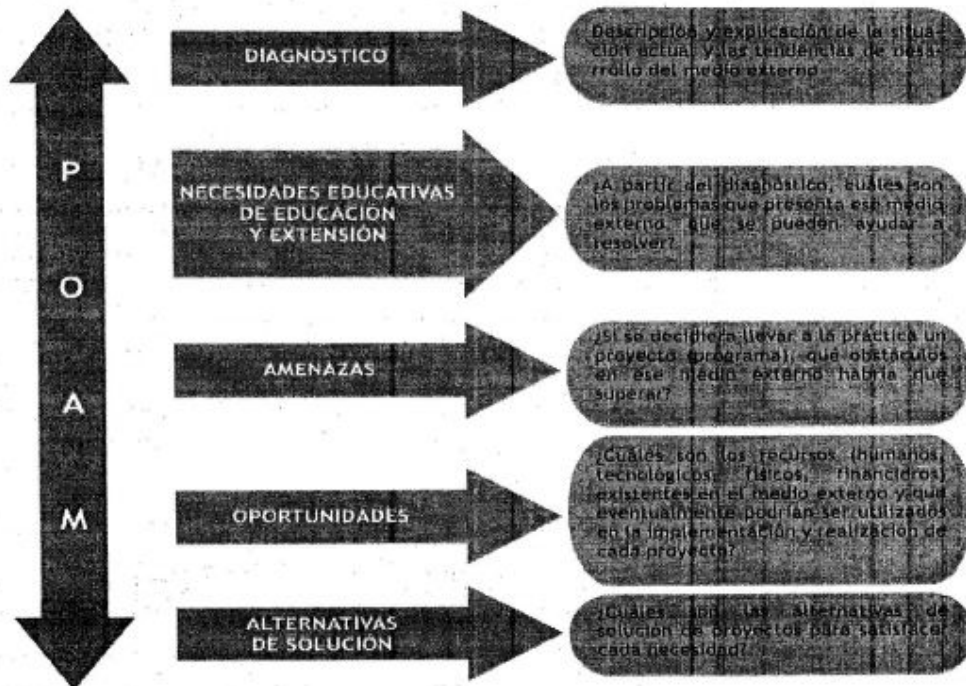 P
O
A
M
DIAGNÓSTICO
Descripción y explicación de la situa-
ción actual y las tendencias de desa-
rrollo del medio externo
NECESIDADES EDUCATIVAS
DE EDUCACIÓN
Y EXTENSIÓN
¿A partir del diagnóstico, cuáles son
los problemas que presenta ese medio
externo, que se pueden ayudar a
resolver?
AMENAZAS
¿Si se decidiera llevar a la práctica un
proyecto (programa), qué obstáculos
en ese medio externo habría que
superar?
OPORTUNIDADES
¿Cuáles son los recursos (humanos,
tecnológicos, físicos, financieros)
existentes en el medio externo y que
eventualmente podrían ser utilizados
en la implementación y realización de
cada proyecto?
ALTERNATIVAS
DE SOLUCIÓN
¿Cuáles son las alternativas de
solución de proyectos para satisfacer
cada necesidad?